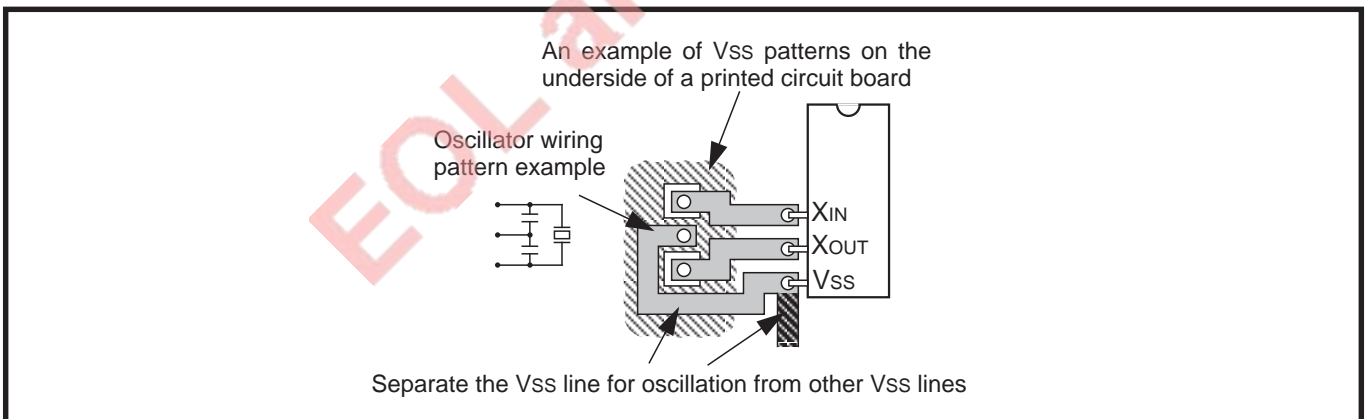 An example of VSS patterns on the
underside of a printed circuit board
Oscillator wiring
pattern example
XIN
XOUT
VSS
Separate the VSS line for oscillation from other VSS lines
EOL